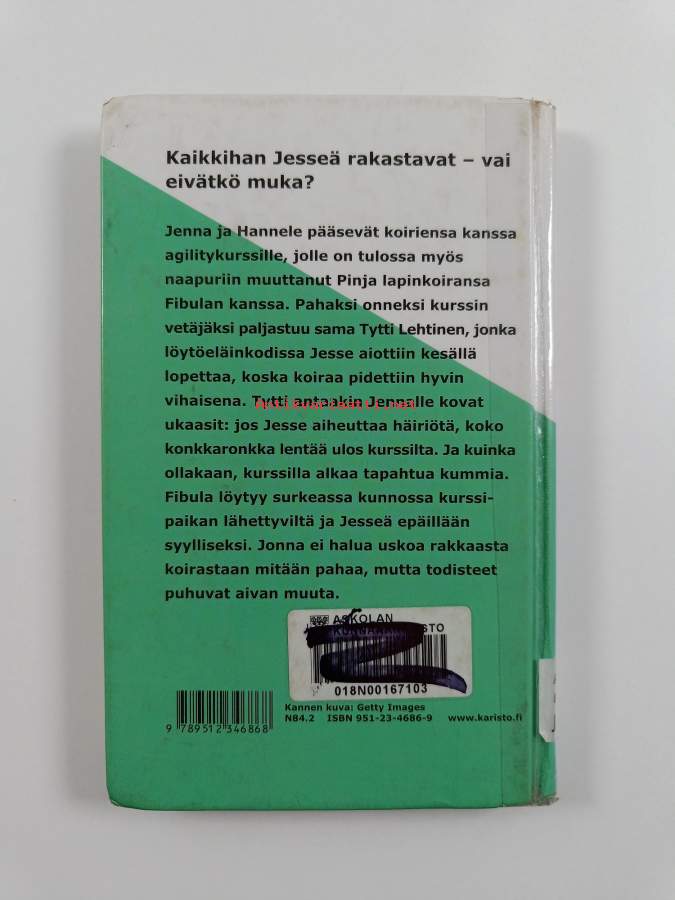 Kaikkihan Jesseä rakastavat – vai
eivätkö muka?
Jenna ja Hannele pääsevät koiriensa kanssa
agilitykurssille, jolle on tulossa myös
naapuriin muuttanut Pinja lapinkoiransa
Fibulan kanssa. Pahaksi onneksi kurssin
vetäjäksi paljastuu sama Tytti Lehtinen, jonka
löytöeläinkodissa Jesse aiottiin kesällä
lopettaa, koska koiraa pidettiin hyvin
vihaisena. Tytti antaakin Jennalle kovat
antikvariaatti.net
ukaasit: jos Jesse aiheuttaa häiriötä, koko
konkkaronkka lentää ulos kurssilta. Ja kuinka
ollakaan, kurssilla alkaa tapahtua kummia.
Fibula löytyy surkeassa kunnossa kurssi-
paikan lähettyviltä ja Jesseä epäillään
syylliseksi. Jonna ei halua uskoa rakkaasta
koirastaan mitään pahaa, mutta todisteet
puhuvat aivan muuta.
ASKOLAN
018N00167103
Kannen kuva: Getty Images
N84.2 ISBN 951-23-4686-9 www.karisto.fi
9 789512 346868